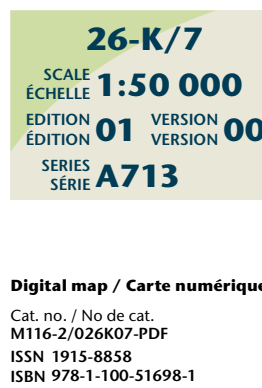 26-K/7
SCALE
ÉCHELLE 1:50 000
EDITION
ÉDITION 01 VERSION
VERSION 00
SERIES
SÉRIE A713
Digital map / Carte numérique
Cat. no. / No de cat.
M116-2/026K07-PDF
ISSN 1915-8858
ISBN 978-1-100-51698-1